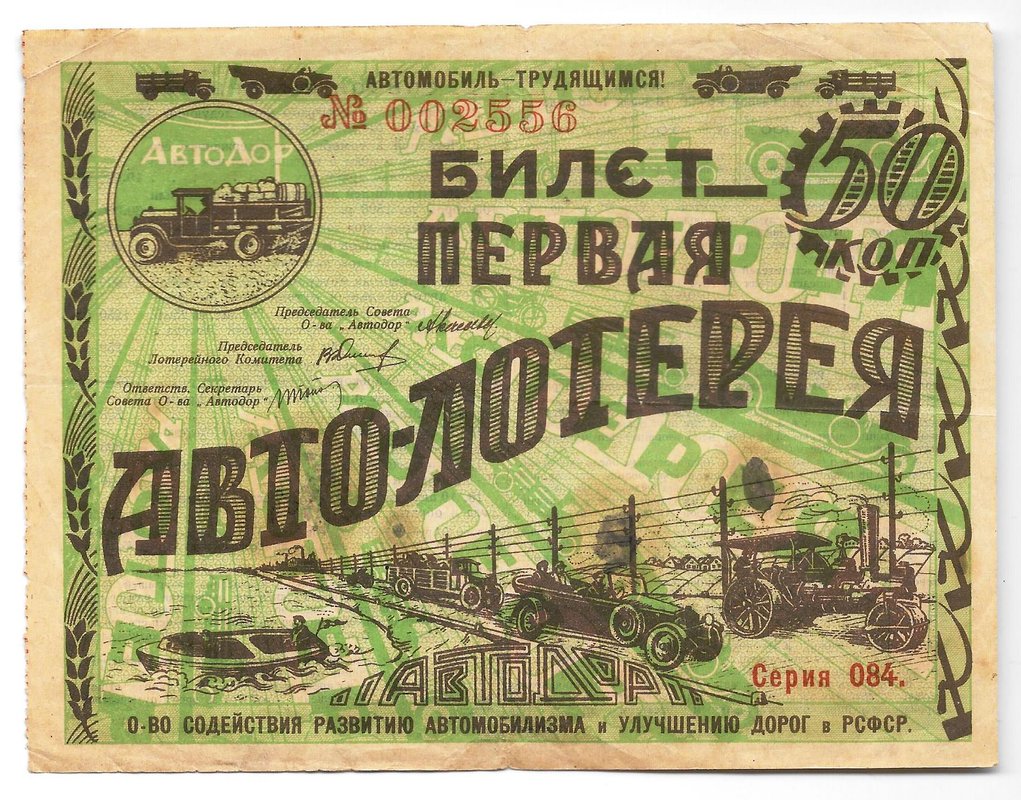 АВТОМОБИЛЬ–ТРУДЯЩИМСЯ!
№ 002556
АВТОДОР
БИЛЕТ
50
КОП
ПЕРВАЯ
АВТО-ЛОТЕРЕЯ
Председатель Совета
О-ва „Автодор"
Председатель
Лотерейного Комитета
Ответств. Секретарь
Совета О-ва „Автодор"
„АВТОДОР"
Серия 084.
О-ВО СОДЕЙСТВИЯ РАЗВИТИЮ АВТОМОБИЛИЗМА и УЛУЧШЕНИЮ ДОРОГ в РСФСР.